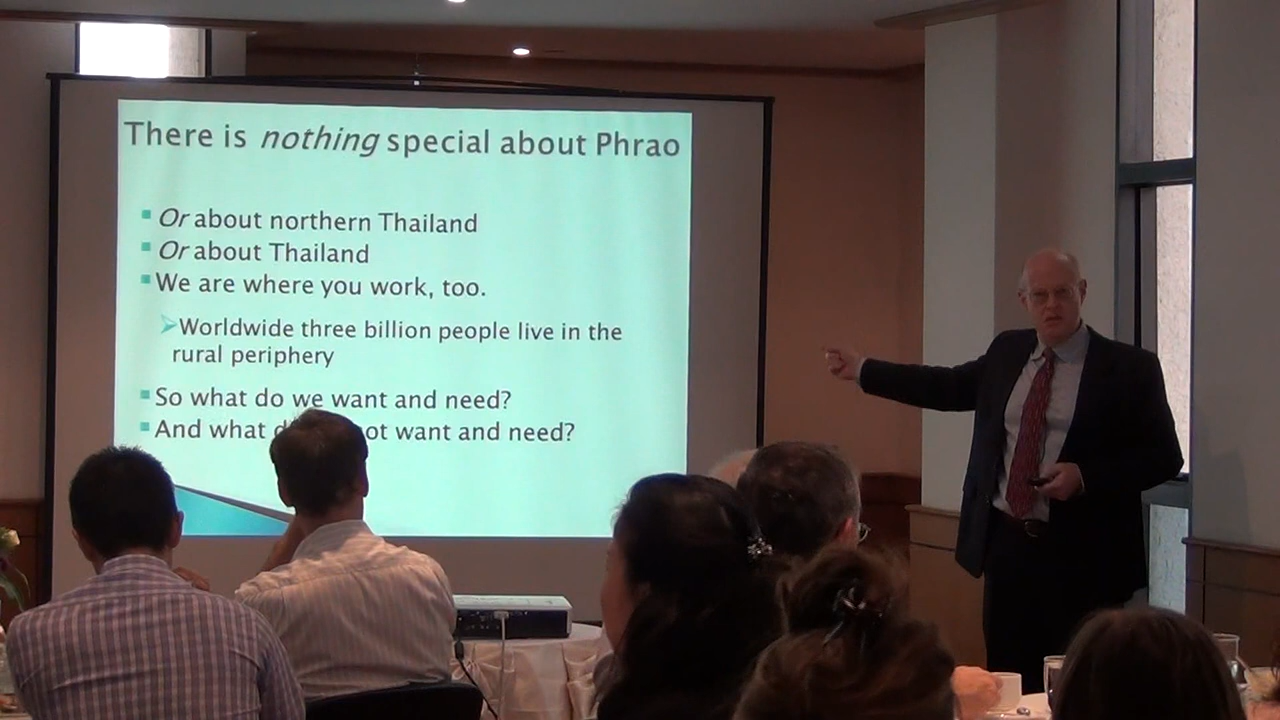 There is nothing special about Phrao
Or about northern Thailand
Or about Thailand
We are where you work, too.
Worldwide three billion people live in the
rural periphery
So what do we want and need?
And what ot want and need?